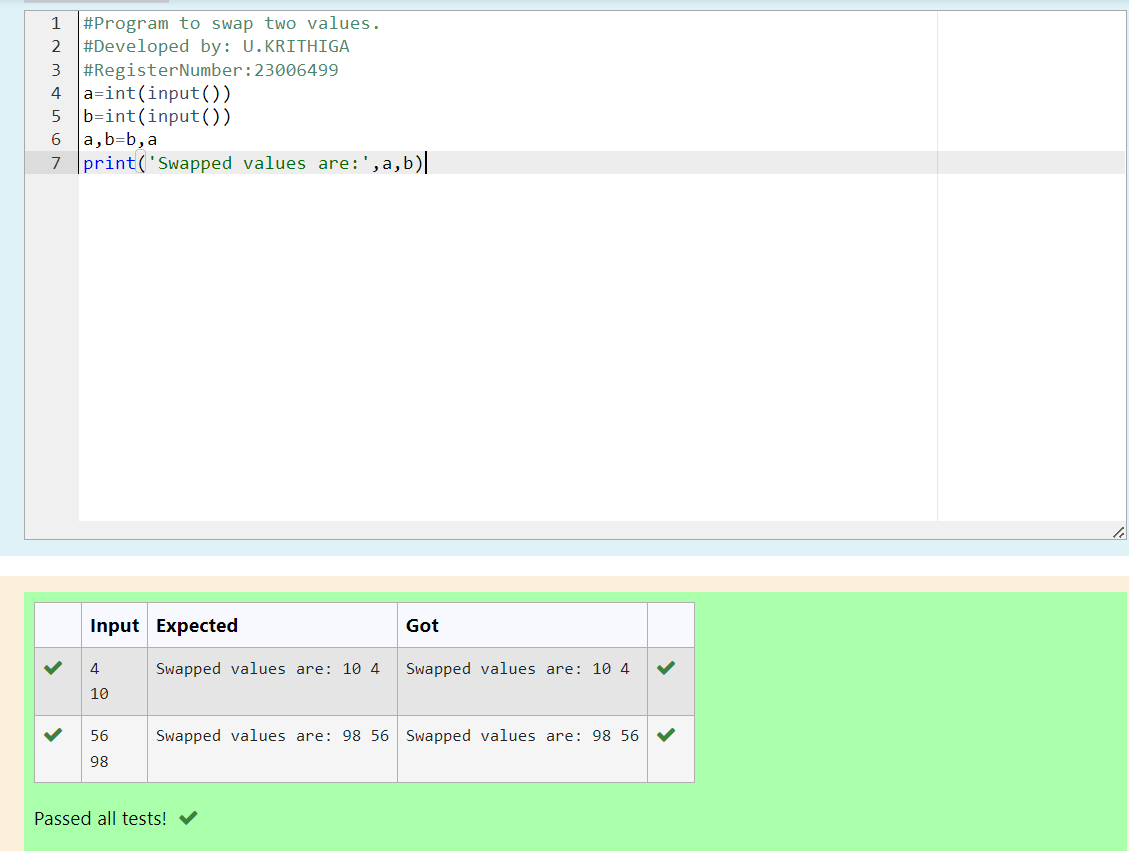 1 #Program to swap two values.
2 #Developed by: U.KRITHIGA
3 #RegisterNumber:23006499
4 a=int(input())
5 b=int(input())
6 a,b=b,a
7 print('Swapped values are:',a,b)
Input Expected Got
4 Swapped values are: 10 4 Swapped values are: 10 4
10
56 Swapped values are: 98 56 Swapped values are: 98 56
98
Passed all tests!